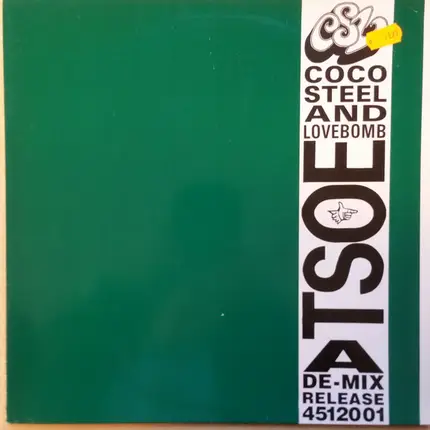 CSL
COCO
STEEL
AND
LOVEBOMB
ATSOE
DE-MIX
RELEASE
4512001